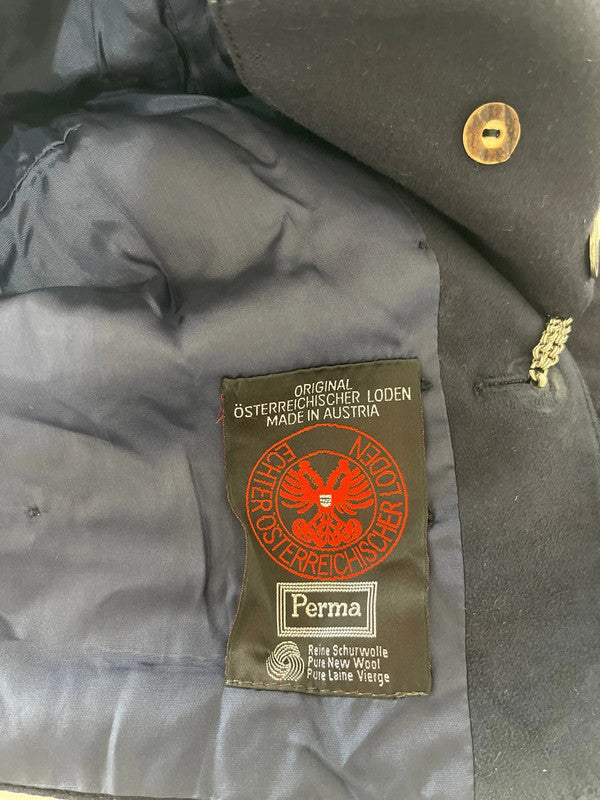 ORIGINAL
ÖSTERREICHISCHER LODEN
MADE IN AUSTRIA
ECHTER ÖSTERREICHISCHER LODEN
Perma
Reine Schurwolle
Pure New Wool
Pure Laine Vierge